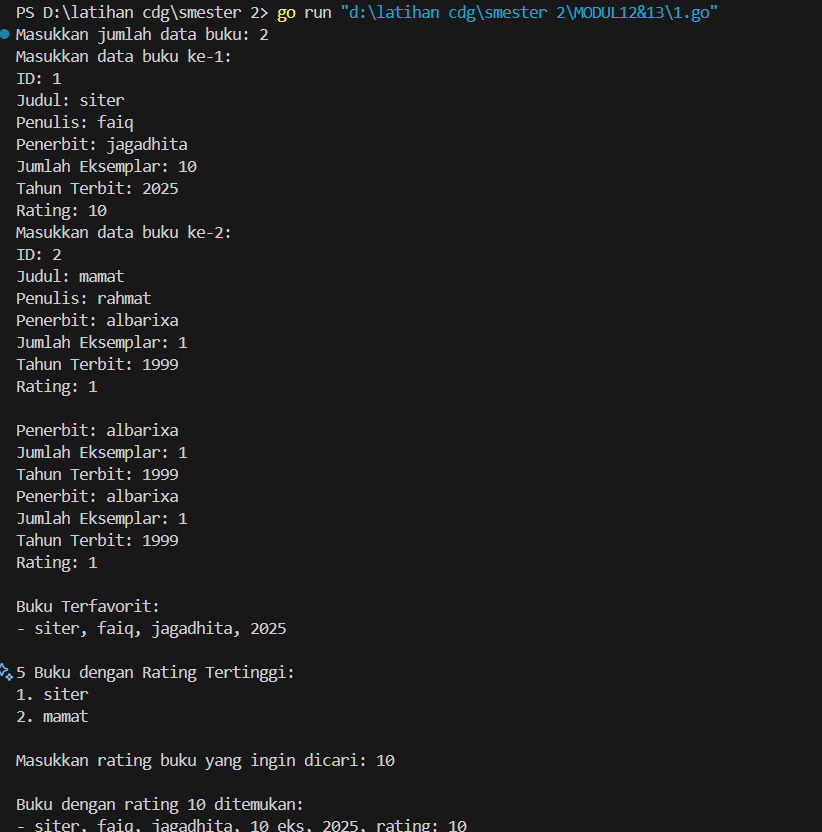 PS D:\latihan cdg\smester 2> go run "d:\latihan cdg\smester 2\MODUL12&13\1.go"
Masukkan jumlah data buku: 2
Masukkan data buku ke-1:
ID: 1
Judul: siter
Penulis: faiq
Penerbit: jagadhita
Jumlah Eksemplar: 10
Tahun Terbit: 2025
Rating: 10
Masukkan data buku ke-2:
ID: 2
Judul: mamat
Penulis: rahmat
Penerbit: albarixa
Jumlah Eksemplar: 1
Tahun Terbit: 1999
Rating: 1
Penerbit: albarixa
Jumlah Eksemplar: 1
Tahun Terbit: 1999
Penerbit: albarixa
Jumlah Eksemplar: 1
Tahun Terbit: 1999
Rating: 1
Buku Terfavorit:
- siter, faiq, jagadhita, 2025
5 Buku dengan Rating Tertinggi:
1. siter
2. mamat
Masukkan rating buku yang ingin dicari: 10
Buku dengan rating 10 ditemukan:
- siter, faiq, jagadhita, 10 eks, 2025, rating: 10